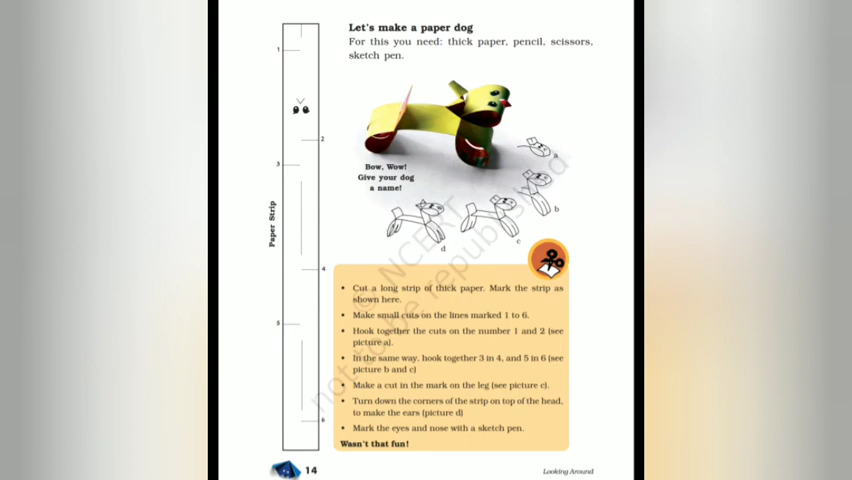 Let's make a paper dog
For this you need: thick paper, pencil, scissors,
sketch pen.
1
2
3
4
5
6
Paper Strip
Bow, Wow!
Give your dog
a name!
a
b
c
d
• Cut a long strip of thick paper. Mark the strip as
shown here.
• Make small cuts on the lines marked 1 to 6.
• Hook together the cuts on the number 1 and 2 (see
picture a).
• In the same way, hook together 3 in 4, and 5 in 6 (see
picture b and c)
• Make a cut in the mark on the leg (see picture c).
• Turn down the corners of the strip on top of the head,
to make the ears (picture d)
• Mark the eyes and nose with a sketch pen.
Wasn't that fun!
© NCERT
not to be republished
14
Looking Around